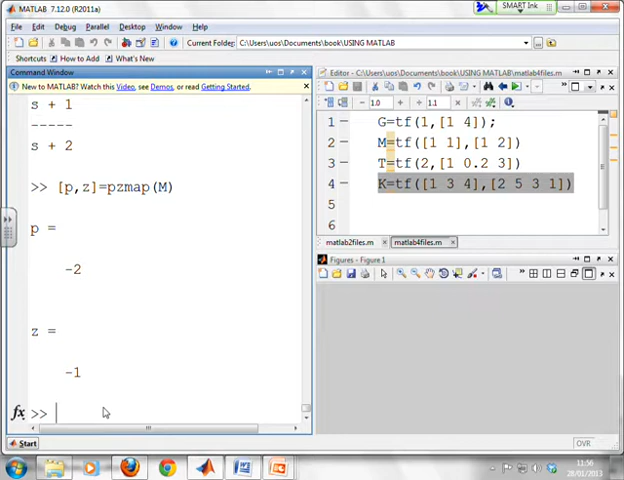 MATLAB 7.12.0 (R2011a)
SMART Ink
File Edit Debug Parallel Desktop Window Help
Current Folder: C:\Users\uos\Documents\book\USING MATLAB
Shortcuts How to Add What's New
Command Window
New to MATLAB? Watch this Video, see Demos, or read Getting Started.
s + 1
-----
s + 2
>> [p,z]=pzmap(M)
p =
-2
z =
-1
fx >>
Editor - C:\Users\uos\Documents\book\matlab4files.m
1.0 1.1
1 G=tf(1,[1 4]);
2 M=tf([1 1],[1 2])
3 T=tf(2,[1 0.2 3])
4 K=tf([1 3 4],[2 5 3 1])
5
6
matlab2files.m matlab4files.m
Figures - Figure 1
Start
OVR
11:56
28/01/2013